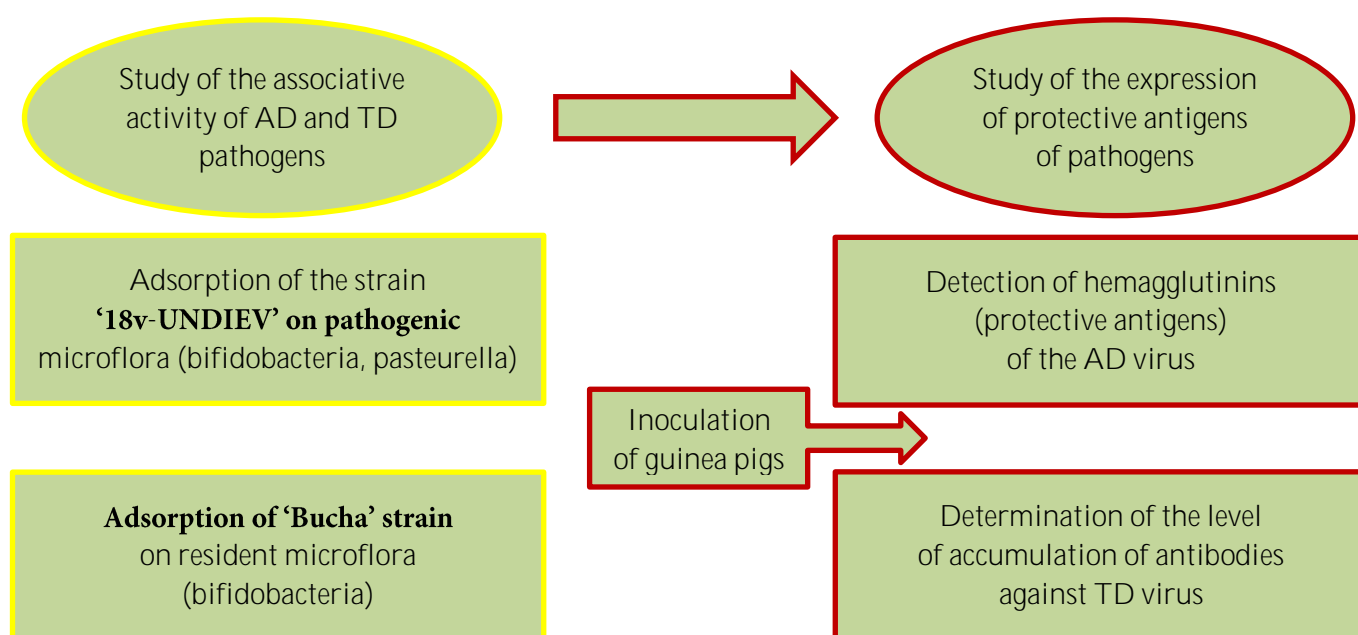 Study of the associative
activity of AD and TD
pathogens
Study of the expression
of protective antigens
of pathogens
Adsorption of the strain
‘18v-UNDIEV’ on pathogenic
microflora (bifidobacteria, pasteurella)
Detection of hemagglutinins
(protective antigens)
of the AD virus
Inoculation
of guinea pigs
Adsorption of ‘Bucha’ strain
on resident microflora
(bifidobacteria)
Determination of the level
of accumulation of antibodies
against TD virus